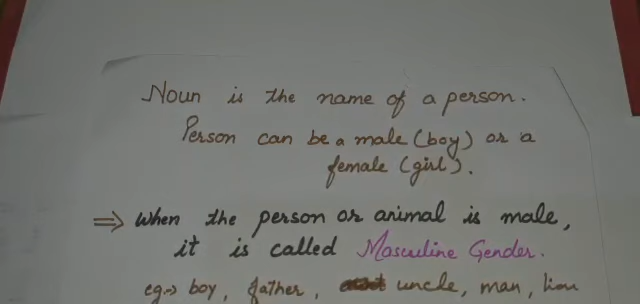 Noun is the name of a person.
Person can be a male (boy) or a
female (girl).
⇒ When the person or animal is male,
it is called Masculine Gender.
eg→ boy, father, uncle, man, lion